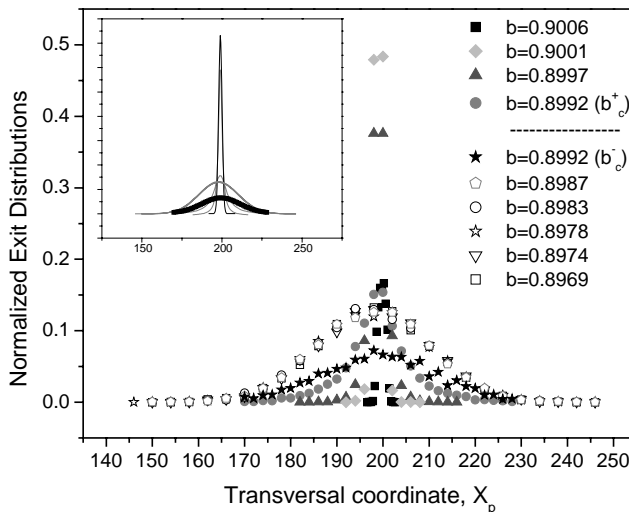 Normalized Exit Distributions
0.5
0.4
0.3
0.2
0.1
0.0
150 200 250
b=0.9006
b=0.9001
b=0.8997
b=0.8992 (b⁺c)
------------------
b=0.8992 (b⁻c)
b=0.8987
b=0.8983
b=0.8978
b=0.8974
b=0.8969
140 150 160 170 180 190 200 210 220 230 240 250
Transversal coordinate, Xp